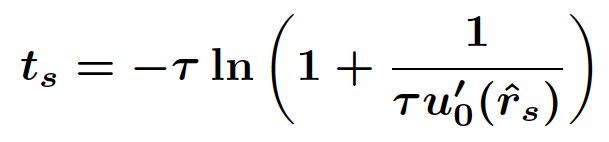 $$t_s = -\tau \ln\left(1 + \frac{1}{\tau u_0'(\hat{r}_s)}\right)$$